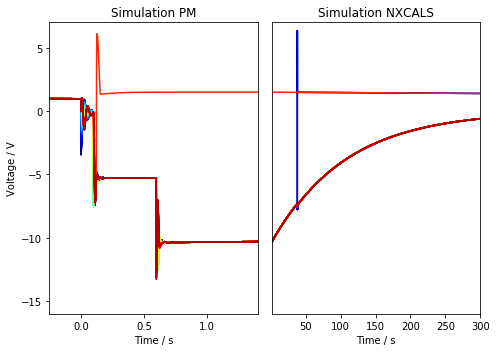 Simulation PM
Simulation NXCALS
Voltage / V
5
0
−5
−10
−15
0.0 0.5 1.0
50 100 150 200 250 300
Time / s
Time / s